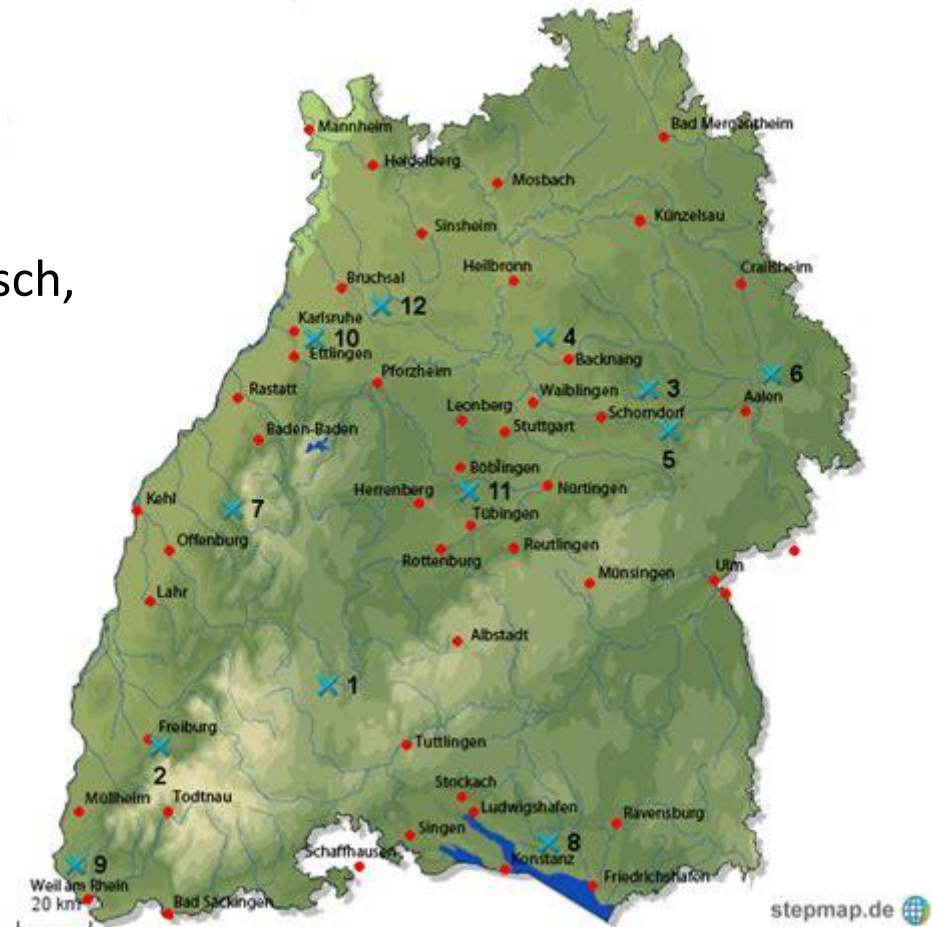 Mannheim
Bad Mergentheim
Heidelberg
Mosbach
Künzelsau
Sinsheim
sch,
Heilbronn
Crailsheim
Bruchsal
12
Karlsruhe
10
4
Ettlingen
Backnang
Pforzheim
6
Rastatt
Waiblingen
3
Aalen
Leonberg
Schorndorf
Stuttgart
Baden-Baden
5
Böblingen
Herrenberg
11
Nürtingen
Kehl
7
Tübingen
Offenburg
Reutlingen
Rottenburg
Münsingen
Ulm
Lahr
Albstadt
1
Freiburg
Tuttlingen
2
Stockach
Müllheim
Todtnau
Ludwigshafen
Ravensburg
Singen
8
Schaffhausen
Konstanz
9
Friedrichshafen
Weil am Rhein
20 km
Bad Säckingen
stepmap.de